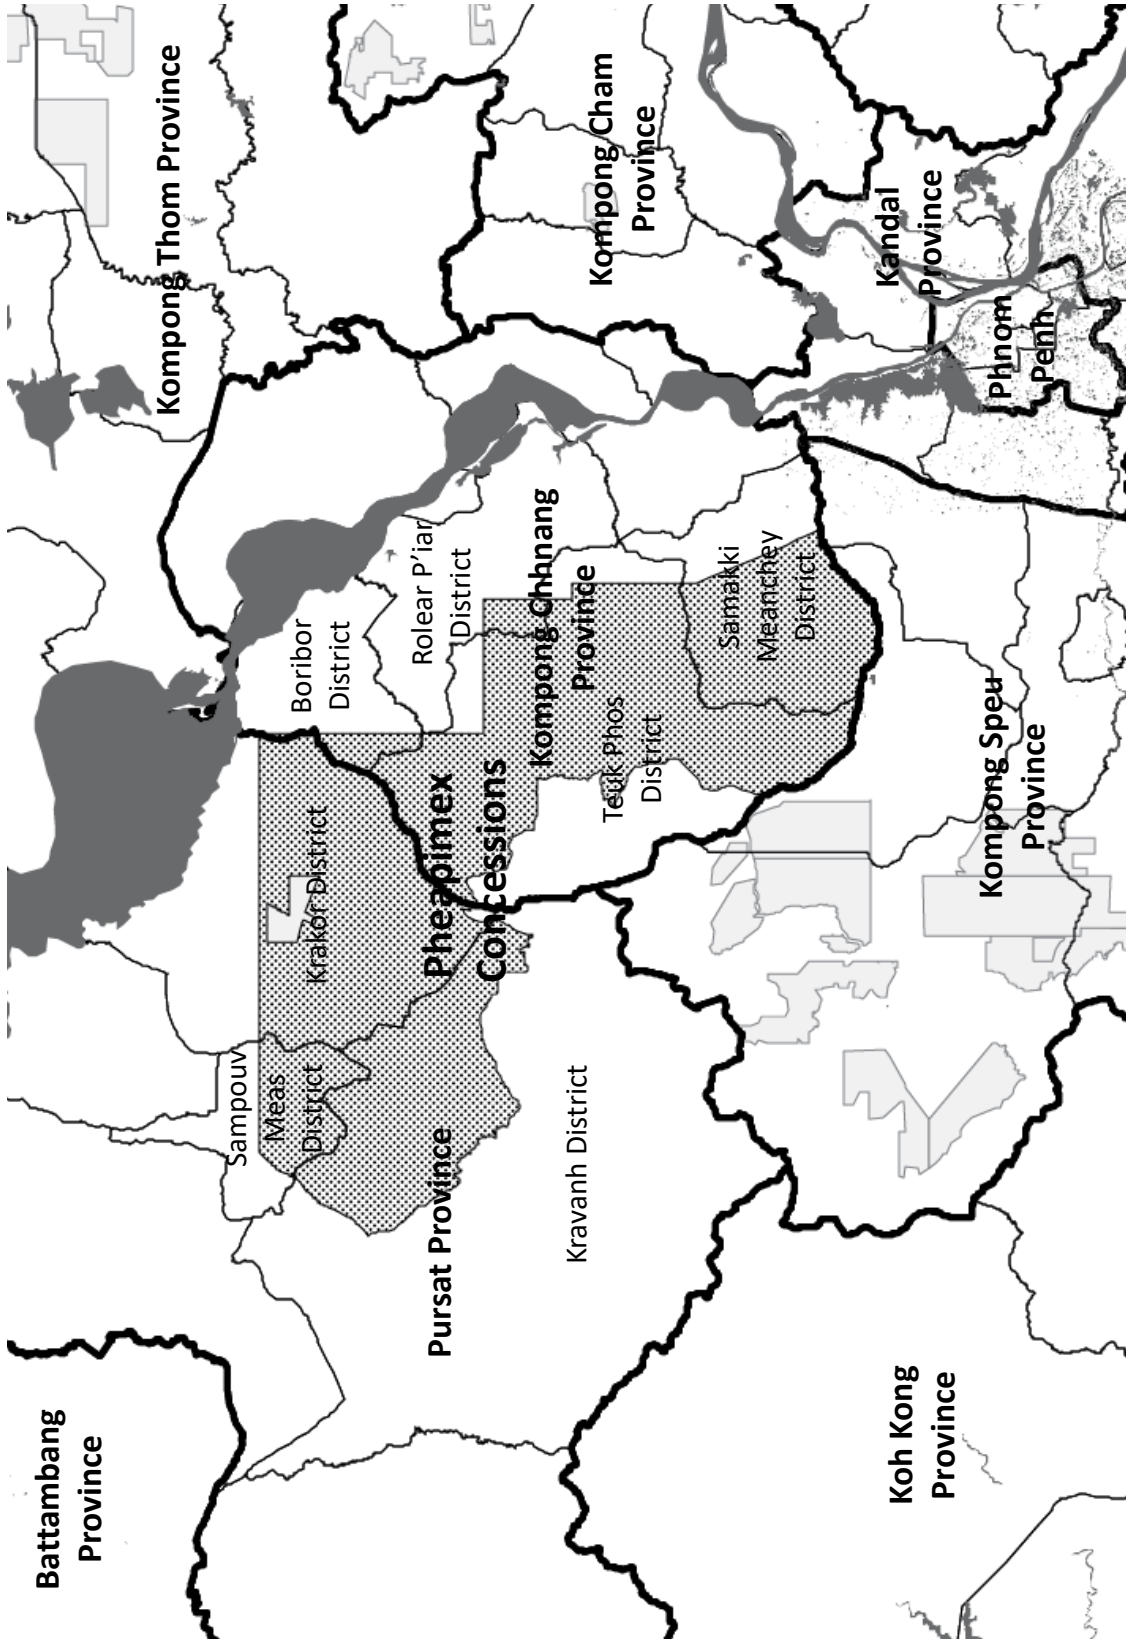 Battambang
Province
Kompong Thom Province
Sampouv
Meas
District
Krakor District
Boribor
District
Rolear P'iar
District
Pursat Province
Pheapimex
Concessions
Kompong Chhnang
Province
Kravanh District
Kompong Cham
Province
Teuk Phos
District
Samakki
Meanchey
District
Koh Kong
Province
Kandal
Province
Kompong Speu
Province
Phnom
Penh